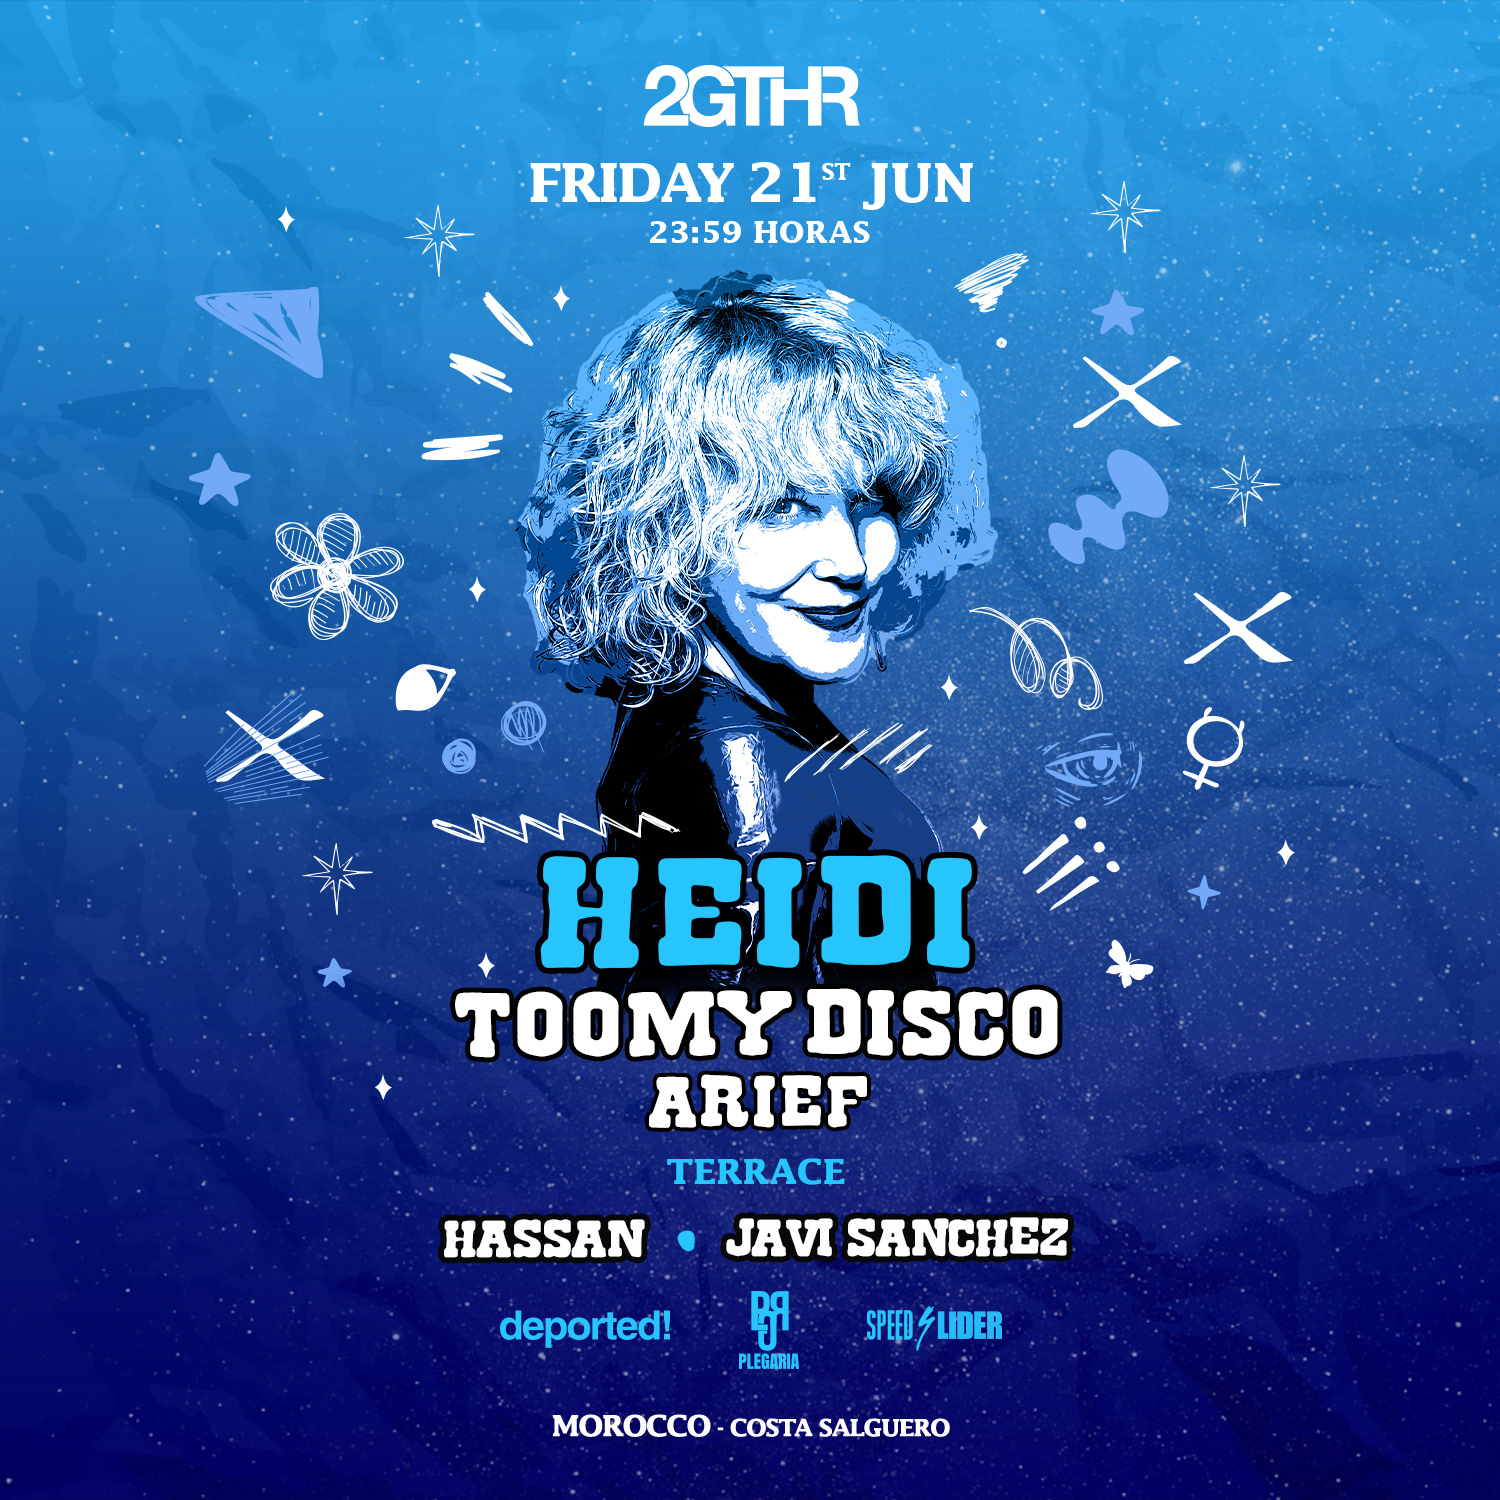 2GTHR
FRIDAY 21ST JUN
23:59 HORAS
HEIDI
TOOMY DISCO
ARIEF
TERRACE
HASSAN • JAVI SANCHEZ
deported!
PLEGARIA
SPEED LIDER
MOROCCO - COSTA SALGUERO